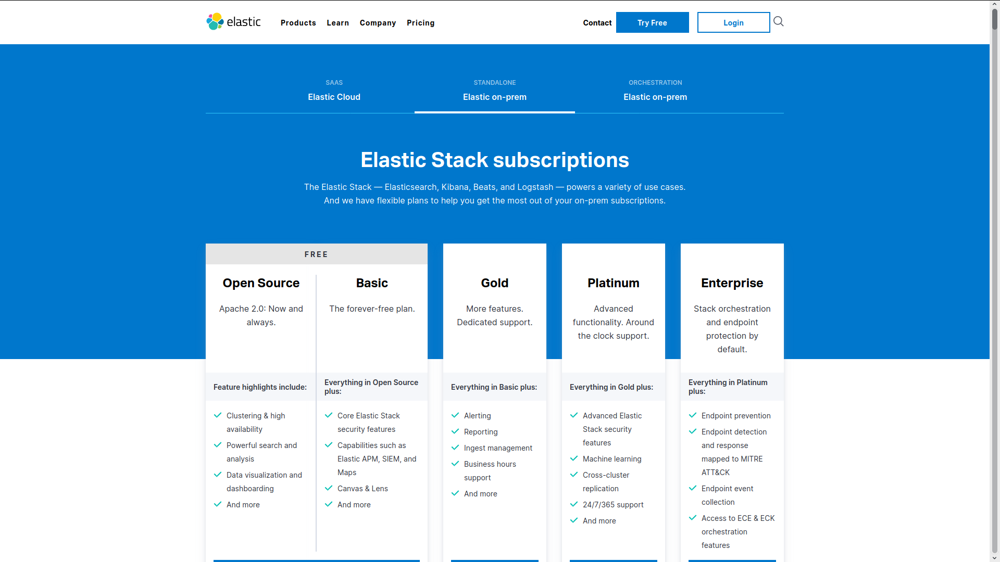 elastic
Products Learn Company Pricing
Contact Try Free Login
SAAS
Elastic Cloud
STANDALONE
Elastic on-prem
ORCHESTRATION
Elastic on-prem
Elastic Stack subscriptions
The Elastic Stack — Elasticsearch, Kibana, Beats, and Logstash — powers a variety of use cases.
And we have flexible plans to help you get the most out of your on-prem subscriptions.
FREE
Open Source
Apache 2.0: Now and
always.
Feature highlights include:
Clustering & high
availability
Powerful search and
analysis
Data visualization and
dashboarding
And more
Basic
The forever-free plan.
Everything in Open Source
plus:
Core Elastic Stack
security features
Capabilities such as
Elastic APM, SIEM, and
Maps
Canvas & Lens
And more
Gold
More features.
Dedicated support.
Everything in Basic plus:
Alerting
Reporting
Ingest management
Business hours
support
And more
Platinum
Advanced
functionality. Around
the clock support.
Everything in Gold plus:
Advanced Elastic
Stack security
features
Machine learning
Cross-cluster
replication
24/7/365 support
And more
Enterprise
Stack orchestration
and endpoint
protection by
default.
Everything in Platinum
plus:
Endpoint prevention
Endpoint detection
and response
mapped to MITRE
ATT&CK
Endpoint event
collection
Access to ECE & ECK
orchestration
features